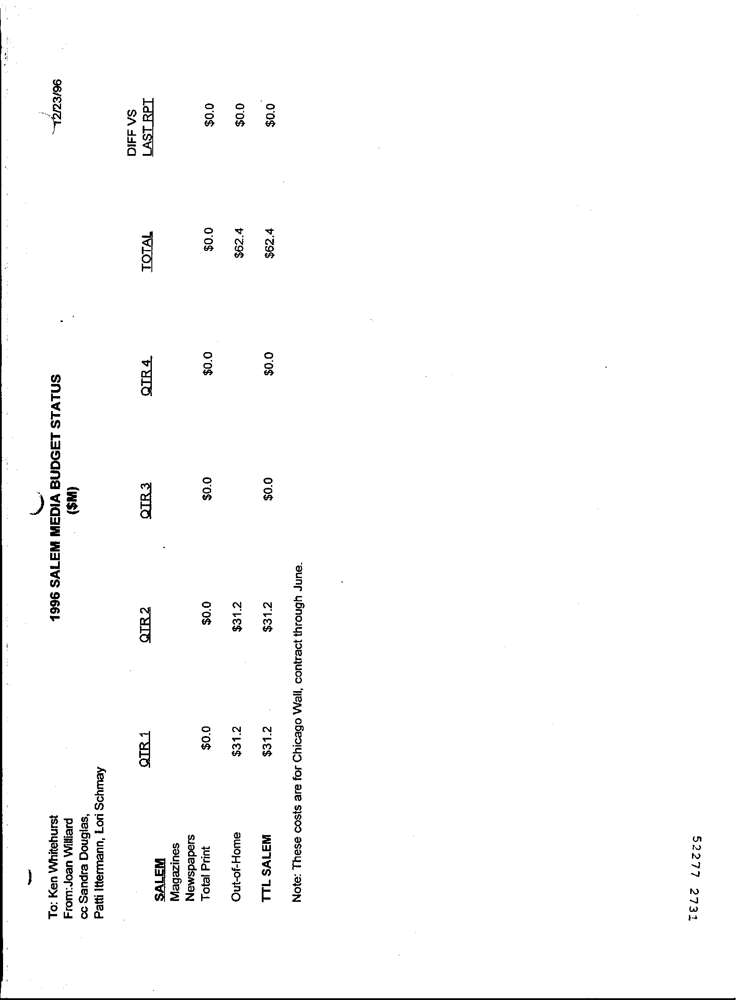 To: Ken Whitehurst
From:Joan Williard
cc Sandra Douglas,
Patti Ittermann, Lori Schmay
12/23/96
1996 SALEM MEDIA BUDGET STATUS
($M)
QTR 1 QTR 2 QTR 3 QTR 4 TOTAL DIFF VS LAST RPT
SALEM
Magazines
Newspapers
Total Print $0.0 $0.0 $0.0 $0.0 $0.0 $0.0
Out-of-Home $31.2 $31.2 $62.4 $0.0
TTL SALEM $31.2 $31.2 $0.0 $0.0 $62.4 $0.0
Note: These costs are for Chicago Wall, contract through June.
52277 2731